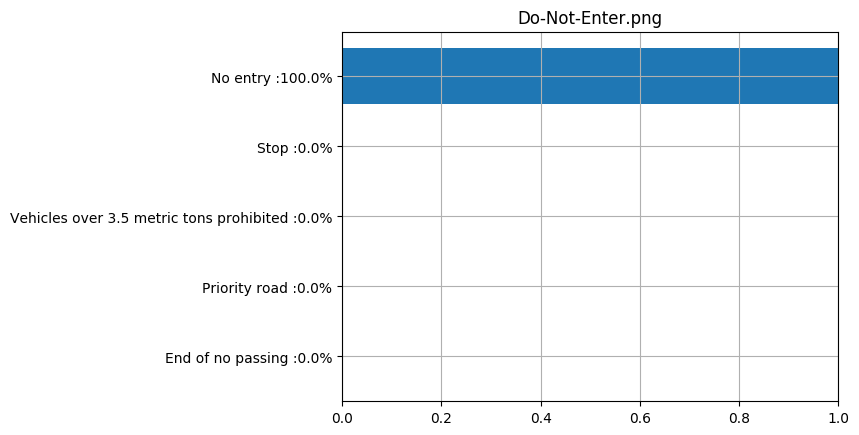 Do-Not-Enter.png
No entry :100.0%
Stop :0.0%
Vehicles over 3.5 metric tons prohibited :0.0%
Priority road :0.0%
End of no passing :0.0%
0.0 0.2 0.4 0.6 0.8 1.0